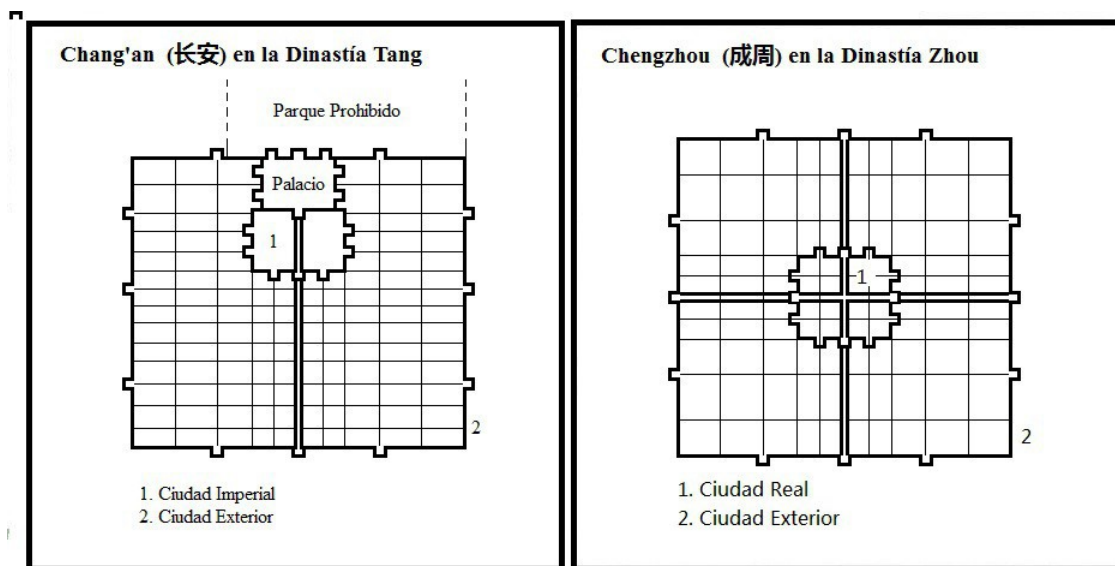 Chang'an (长安) en la Dinastía Tang
Parque Prohibido
Palacio
1
2
1. Ciudad Imperial
2. Ciudad Exterior
Chengzhou (成周) en la Dinastía Zhou
1
2
1. Ciudad Real
2. Ciudad Exterior